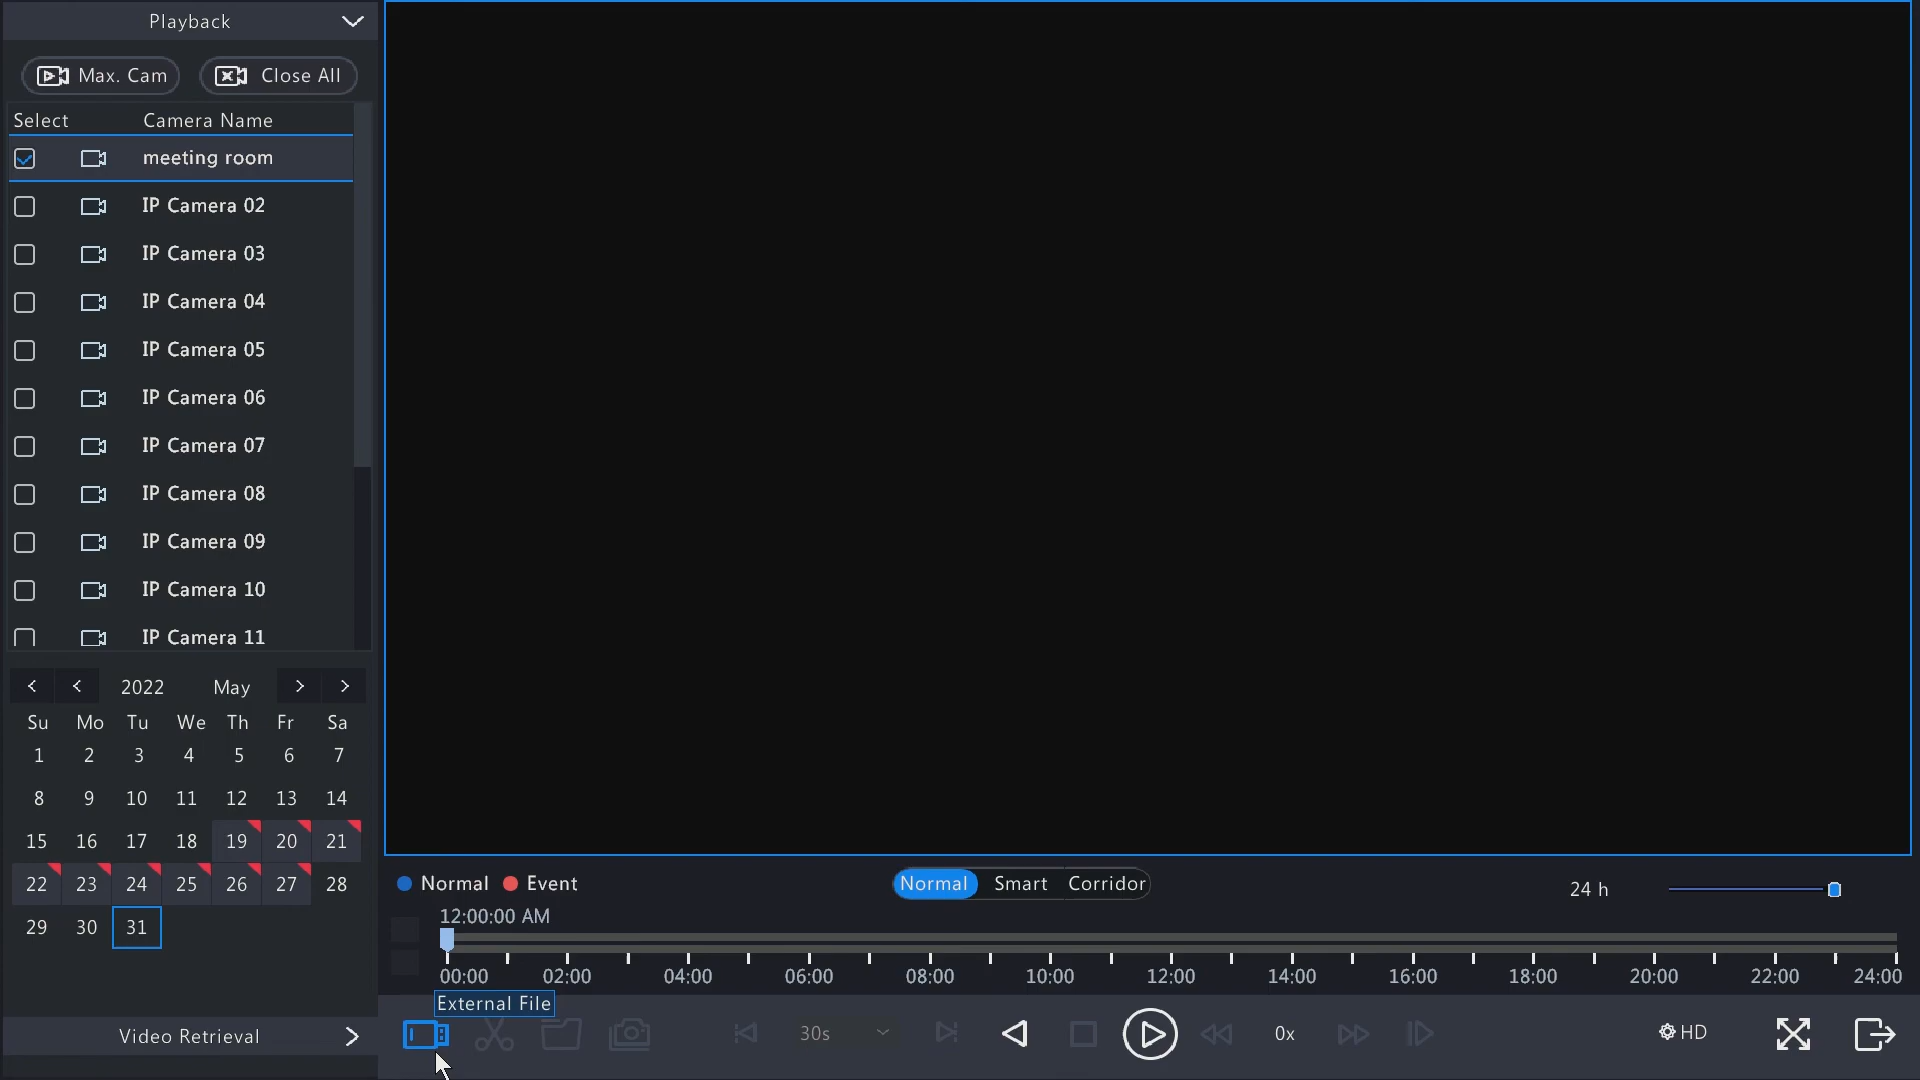 Playback
Max. Cam Close All
Select Camera Name
meeting room
IP Camera 02
IP Camera 03
IP Camera 04
IP Camera 05
IP Camera 06
IP Camera 07
IP Camera 08
IP Camera 09
IP Camera 10
IP Camera 11
2022 May
Su Mo Tu We Th Fr Sa
1 2 3 4 5 6 7
8 9 10 11 12 13 14
15 16 17 18 19 20 21
22 23 24 25 26 27 28
29 30 31
Video Retrieval
Normal Event
Normal Smart Corridor
24 h
12:00:00 AM
00:00 02:00 04:00 06:00 08:00 10:00 12:00 14:00 16:00 18:00 20:00 22:00 24:00
External File
30s 0x HD